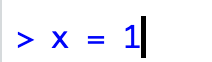 > x = 1